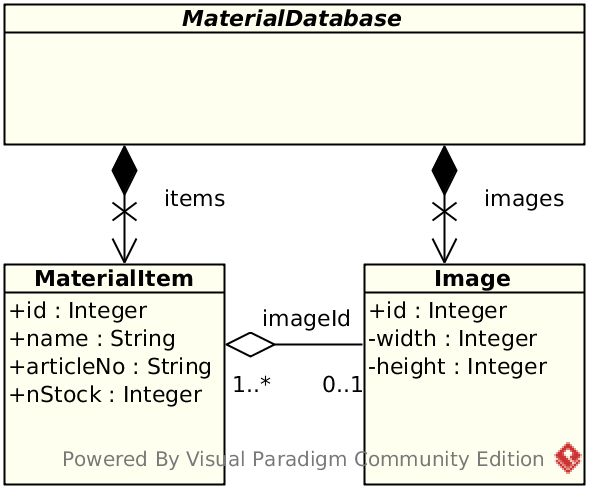 MaterialDatabase
items
images
MaterialItem
+id : Integer
+name : String
+articleNo : String
+nStock : Integer
imageId
1..*
0..1
Image
+id : Integer
-width : Integer
-height : Integer
Powered By Visual Paradigm Community Edition